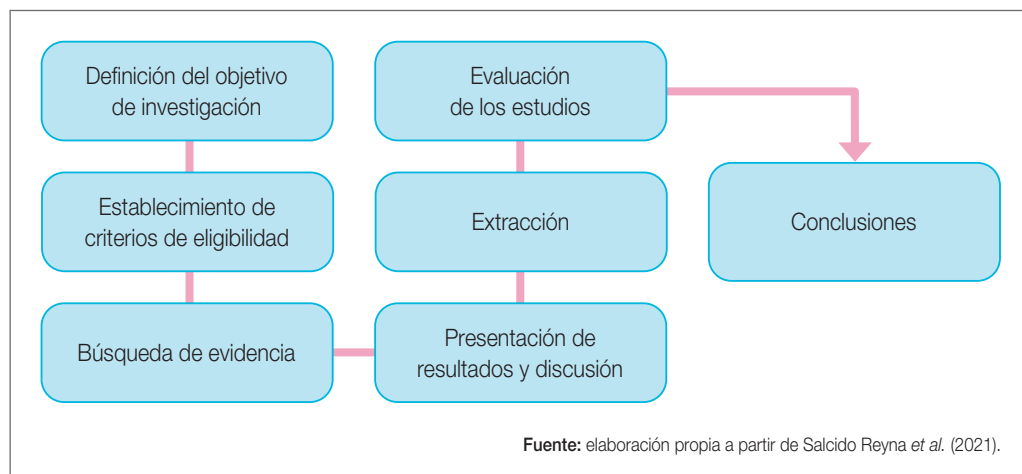 Definición del objetivo
de investigación
Establecimiento de
criterios de eligibilidad
Búsqueda de evidencia
Presentación de
resultados y discusión
Extracción
Evaluación
de los estudios
Conclusiones
Fuente: elaboración propia a partir de Salcido Reyna et al. (2021).